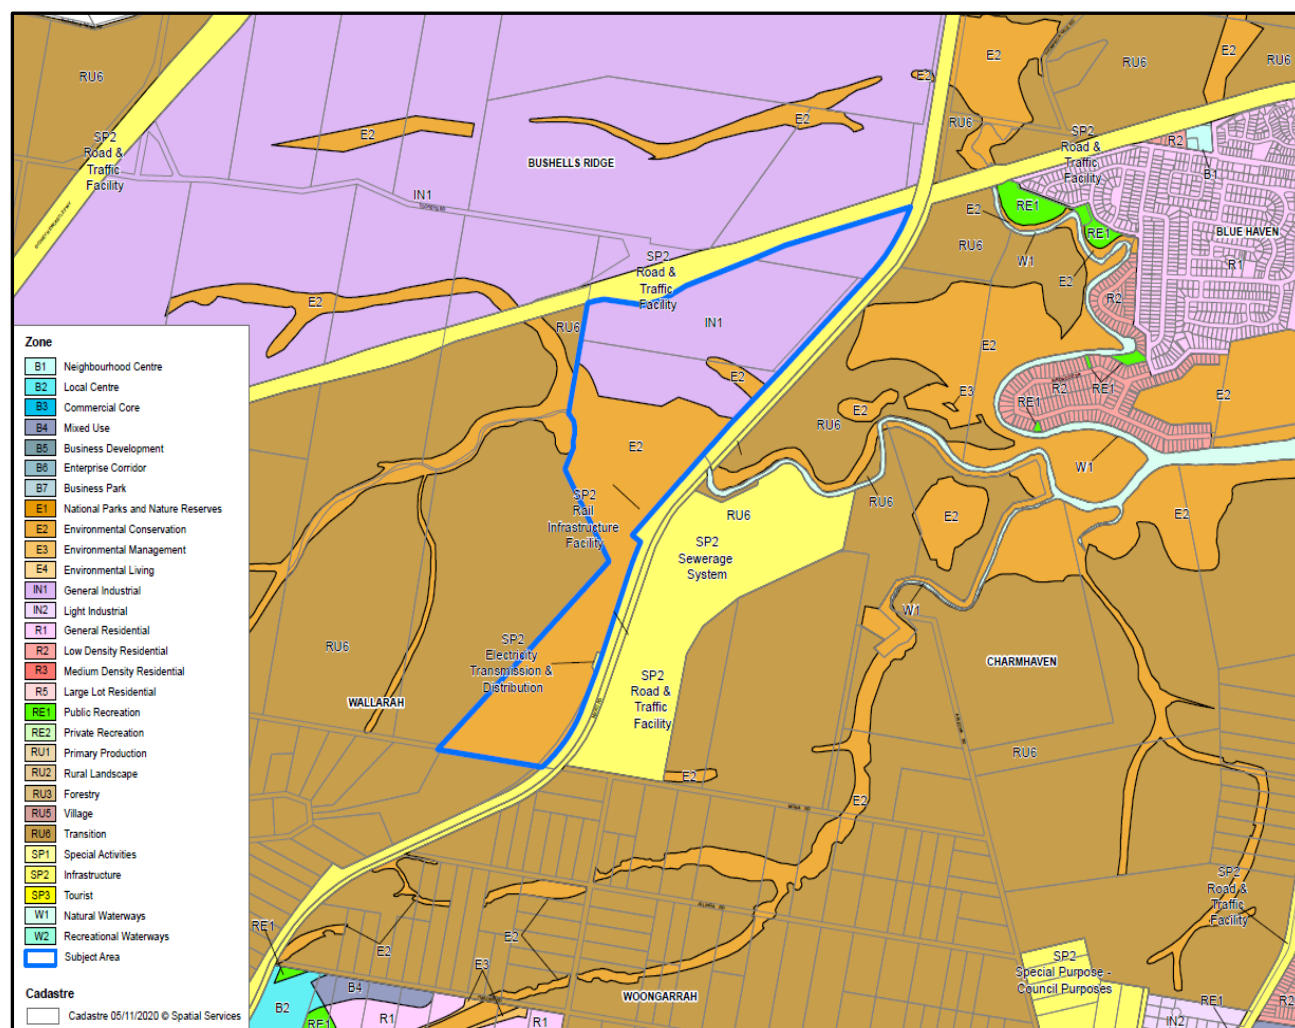 RU6
SP2
Road &
Traffic
Facility
E2
BUSHELLS RIDGE
IN1
E2
E2
E2
RU6
E2
RU6
E2
RU6
SP2
Road &
Traffic
Facility
R2
B1
RE1
RE1
E2
W1
E2
BLUE HAVEN
R1
R2
RU6
E2
SP2
Road &
Traffic
Facility
RU6
IN1
E2
E2
E3
R2
RE1
RE1
E2
E2
RU6
W1
E2
SP2
Rail
Infrastructure
Facility
RU6
RU6
E2
E2
SP2
Sewerage
System
W1
RU6
SP2
Electricity
Transmission &
Distribution
WALLARAH
SP2
Road &
Traffic
Facility
CHARMHAVEN
RU6
E2
E2
SP2
Road &
Traffic
Facility
RE1
E2
E2
E3
B2
B4
RE1
R1
R1
WOONGARRAH
SP2
Special Purpose -
Council Purposes
RE1
IN2
R2
Zone
B1 Neighbourhood Centre
B2 Local Centre
B3 Commercial Core
B4 Mixed Use
B5 Business Development
B6 Enterprise Corridor
B7 Business Park
E1 National Parks and Nature Reserves
E2 Environmental Conservation
E3 Environmental Management
E4 Environmental Living
IN1 General Industrial
IN2 Light Industrial
R1 General Residential
R2 Low Density Residential
R3 Medium Density Residential
R5 Large Lot Residential
RE1 Public Recreation
RE2 Private Recreation
RU1 Primary Production
RU2 Rural Landscape
RU3 Forestry
RU5 Village
RU6 Transition
SP1 Special Activities
SP2 Infrastructure
SP3 Tourist
W1 Natural Waterways
W2 Recreational Waterways
Subject Area
Cadastre
Cadastre 05/11/2020 © Spatial Services